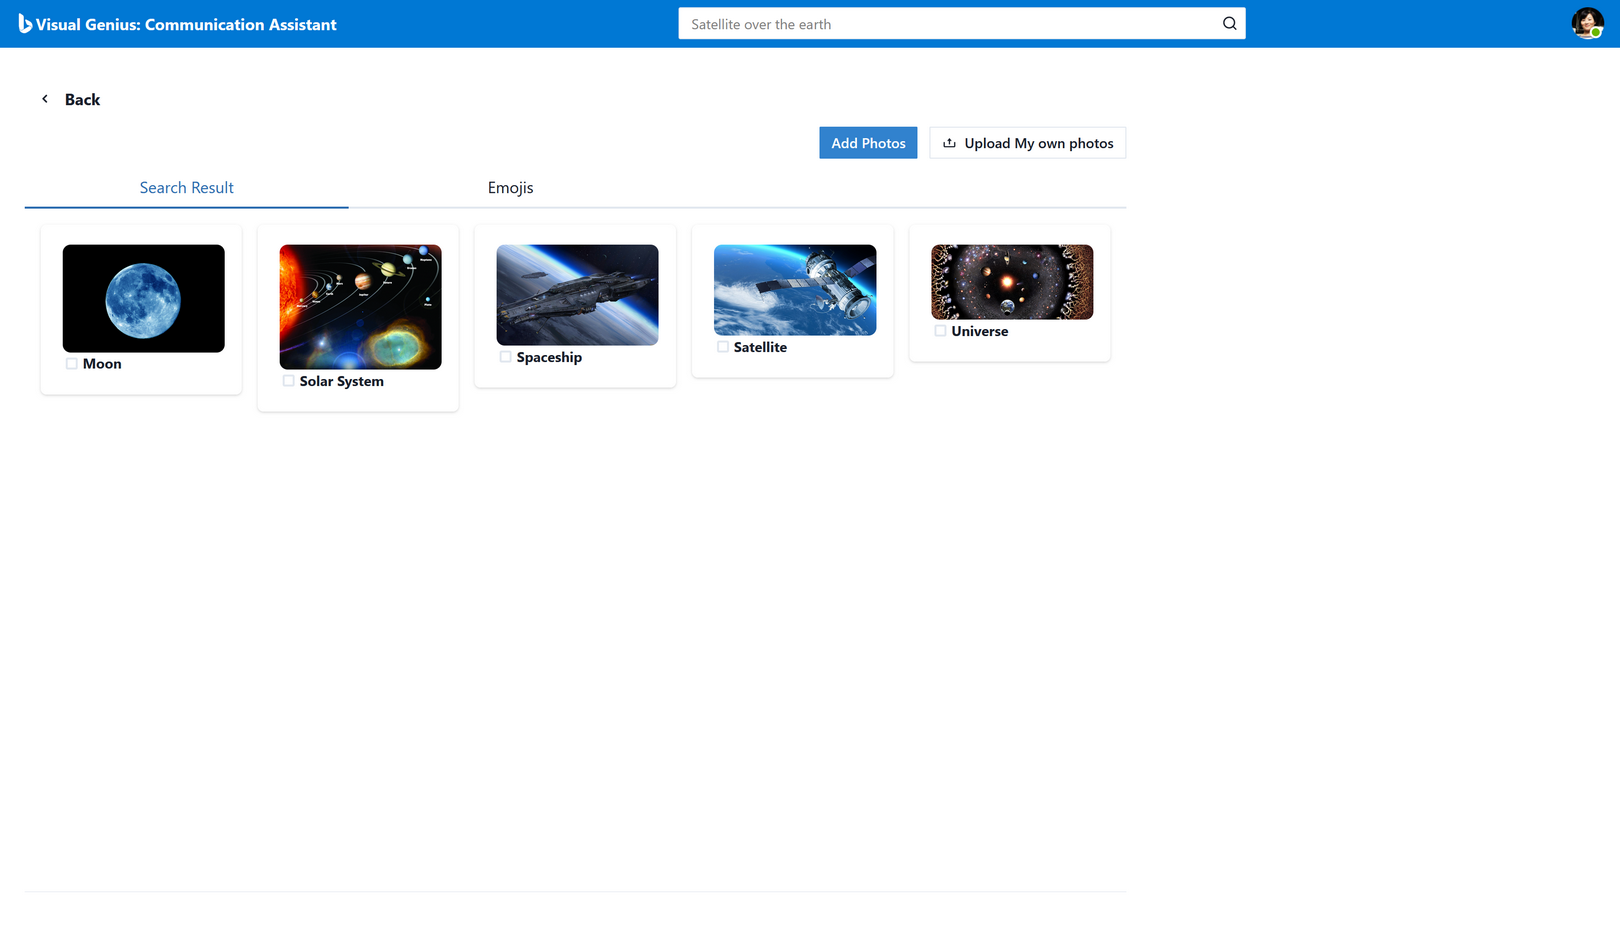 Visual Genius: Communication Assistant
Satellite over the earth
Back
Add Photos
Upload My own photos
Search Result
Emojis
Moon
Solar System
Spaceship
Satellite
Universe